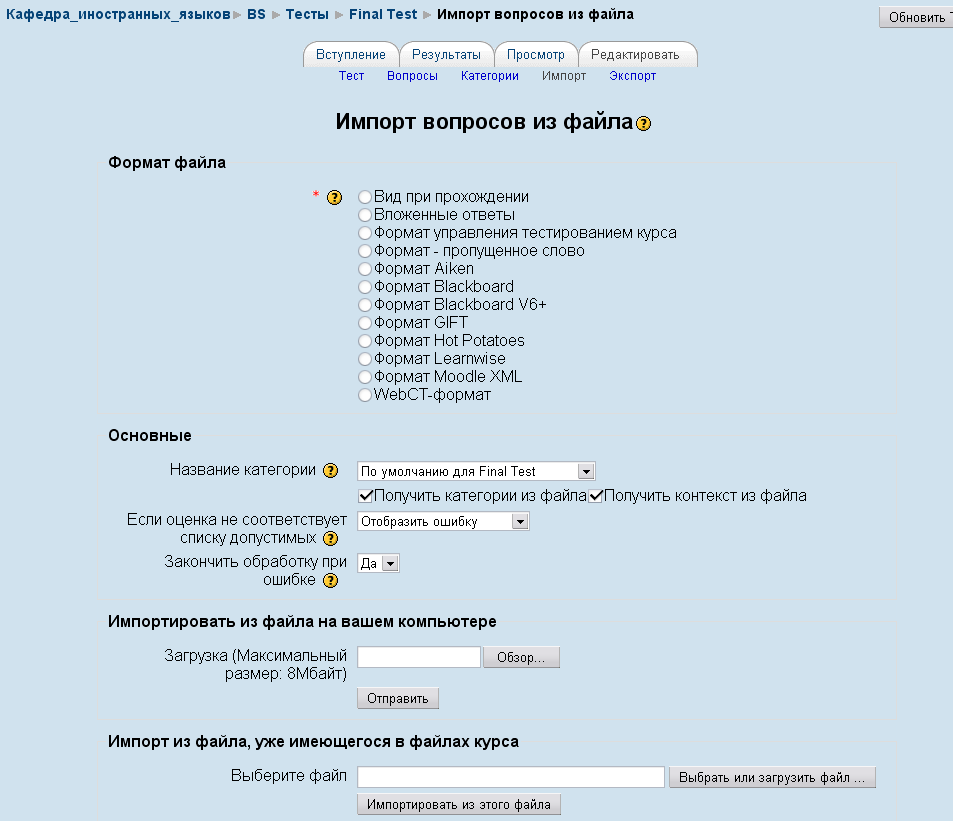 Кафедра_иностранных_языков ► BS ► Тесты ► Final Test ► Импорт вопросов из файла
Обновить
Вступление Результаты Просмотр Редактировать
Тест Вопросы Категории Импорт Экспорт
Импорт вопросов из файла
Формат файла
* Вид при прохождении
Вложенные ответы
Формат управления тестированием курса
Формат - пропущенное слово
Формат Aiken
Формат Blackboard
Формат Blackboard V6+
Формат GIFT
Формат Hot Potatoes
Формат Learnwise
Формат Moodle XML
WebCT-формат
Основные
Название категории По умолчанию для Final Test
Получить категории из файла Получить контекст из файла
Если оценка не соответствует
списку допустимых
Отобразить ошибку
Закончить обработку при
ошибке
Да
Импортировать из файла на вашем компьютере
Загрузка (Максимальный
размер: 8Мбайт)
Обзор...
Отправить
Импорт из файла, уже имеющегося в файлах курса
Выберите файл Выбрать или загрузить файл ...
Импортировать из этого файла